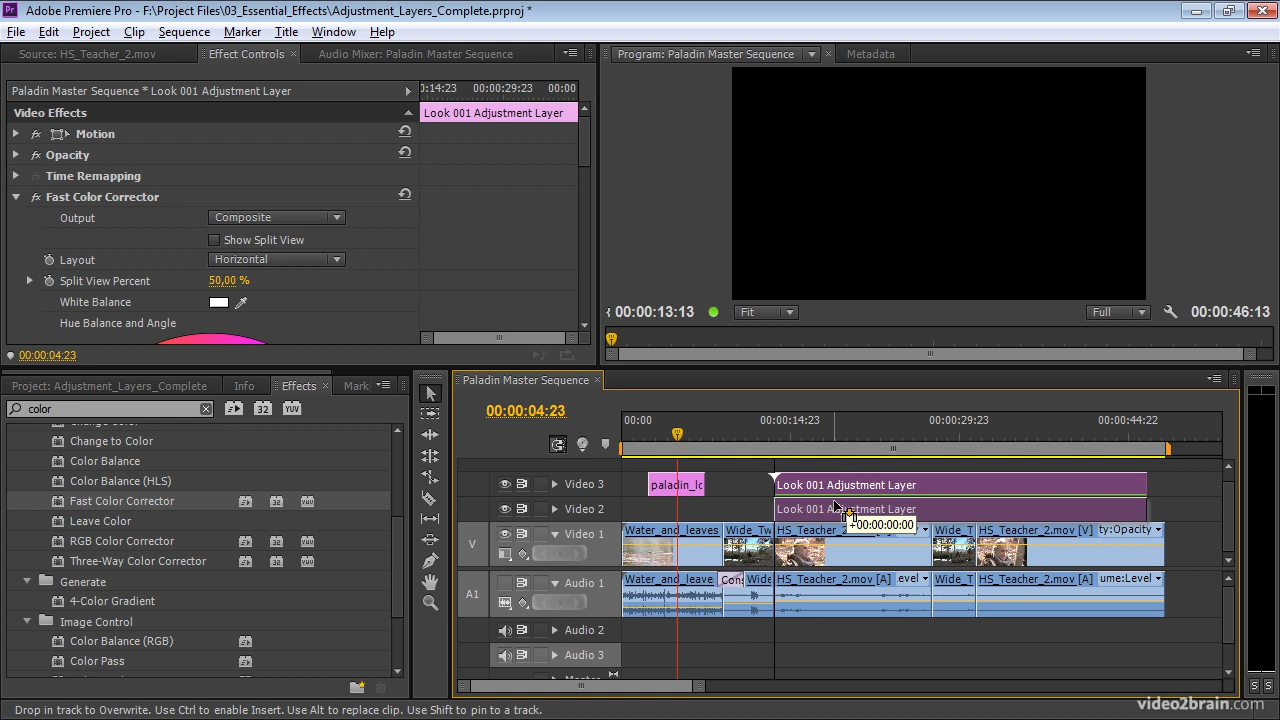 Adobe Premiere Pro - F:\Project Files\03_Essential_Effects\Adjustment_Layers_Complete.prproj *
File Edit Project Clip Sequence Marker Title Window Help
Source: HS_Teacher_2.mov Effect Controls Audio Mixer: Paladin Master Sequence
Program: Paladin Master Sequence Metadata
Paladin Master Sequence * Look 001 Adjustment Layer
):14:23 00:00:29:23 00:00
Video Effects
Look 001 Adjustment Layer
Motion
Opacity
Time Remapping
Fast Color Corrector
Output Composite
Show Split View
Layout Horizontal
Split View Percent 50,00 %
White Balance
Hue Balance and Angle
00:00:04:23
00:00:13:13 Fit Full 00:00:46:13
Project: Adjustment_Layers_Complete Info Effects Mark
color
Change to Color
Color Balance
Color Balance (HLS)
Fast Color Corrector
Leave Color
RGB Color Corrector
Three-Way Color Corrector
Generate
4-Color Gradient
Image Control
Color Balance (RGB)
Color Pass
Paladin Master Sequence
00:00:04:23
00:00 00:00:14:23 00:00:29:23 00:00:44:22
Video 3 paladin_lc Look 001 Adjustment Layer
Video 2 Look 001 Adjustment Layer
+00:00:00:00
V Video 1 Water_and_leaves Wide_Tw HS_Teacher_2.mov Wide_T HS_Teacher_2.mov [V] ty:Opacity
A1 Audio 1 Water_and_leave Cons Wide HS_Teacher_2.mov [A] evel Wide_T HS_Teacher_2.mov [A] ume:Level
Audio 2
Audio 3
Drop in track to Overwrite. Use Ctrl to enable Insert. Use Alt to replace clip. Use Shift to pin to a track.
video2brain.com